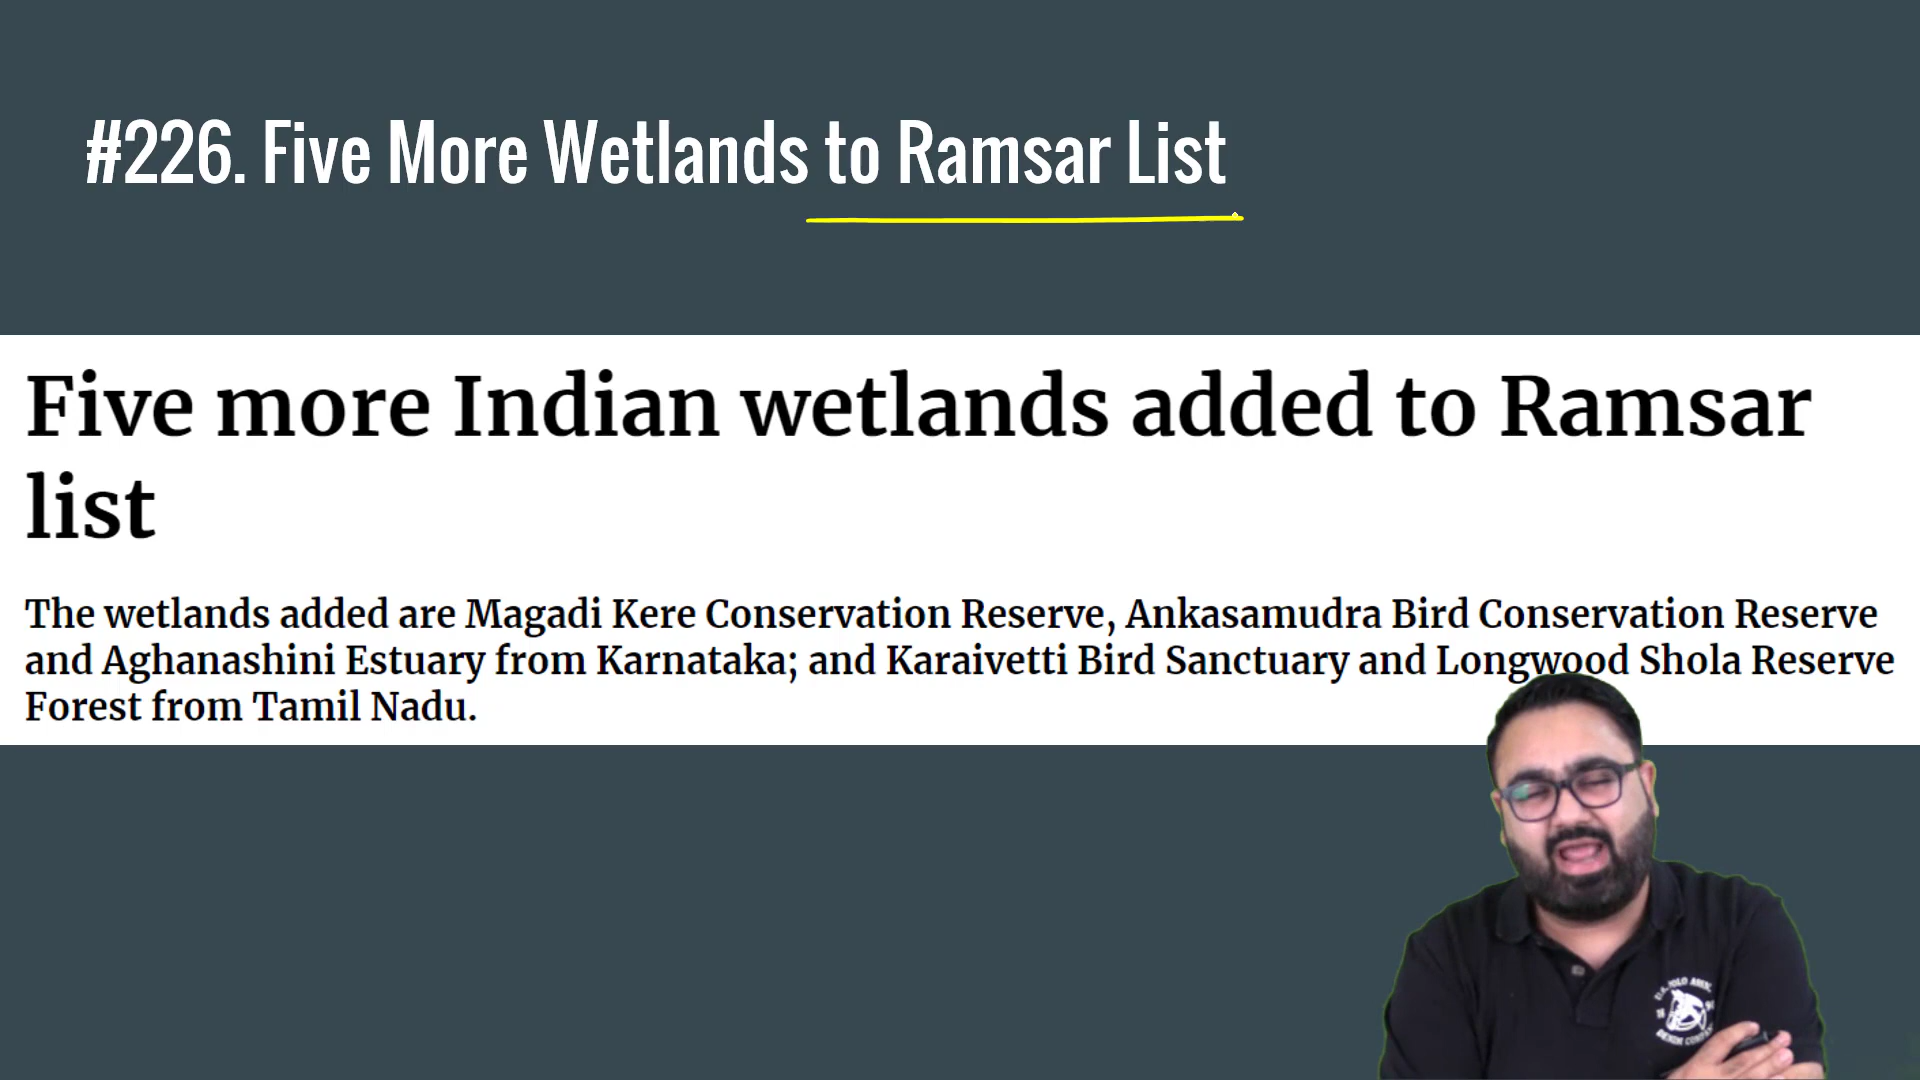 #226. Five More Wetlands to Ramsar List
Five more Indian wetlands added to Ramsar
list
The wetlands added are Magadi Kere Conservation Reserve, Ankasamudra Bird Conservation Reserve
and Aghanashini Estuary from Karnataka; and Karaivetti Bird Sanctuary and Longwood Shola Reserve
Forest from Tamil Nadu.